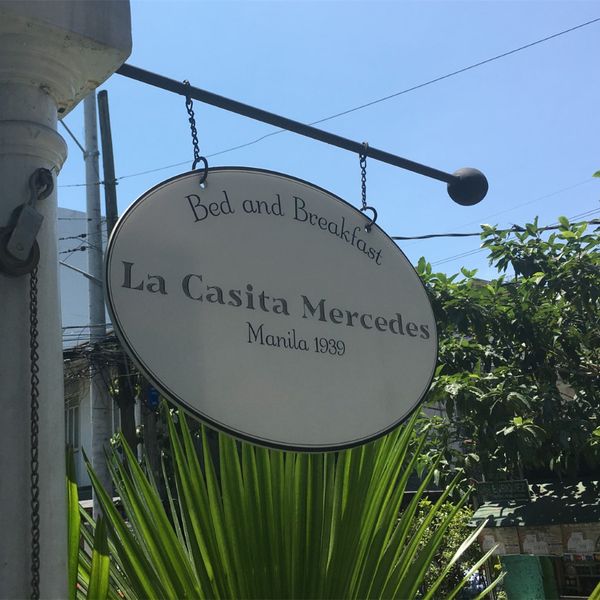 Bed and Breakfast
La Casita Mercedes
Manila 1939